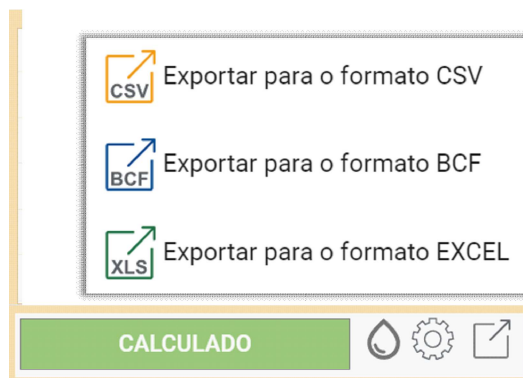 CSV Exportar para o formato CSV
BCF Exportar para o formato BCF
XLS Exportar para o formato EXCEL
CALCULADO